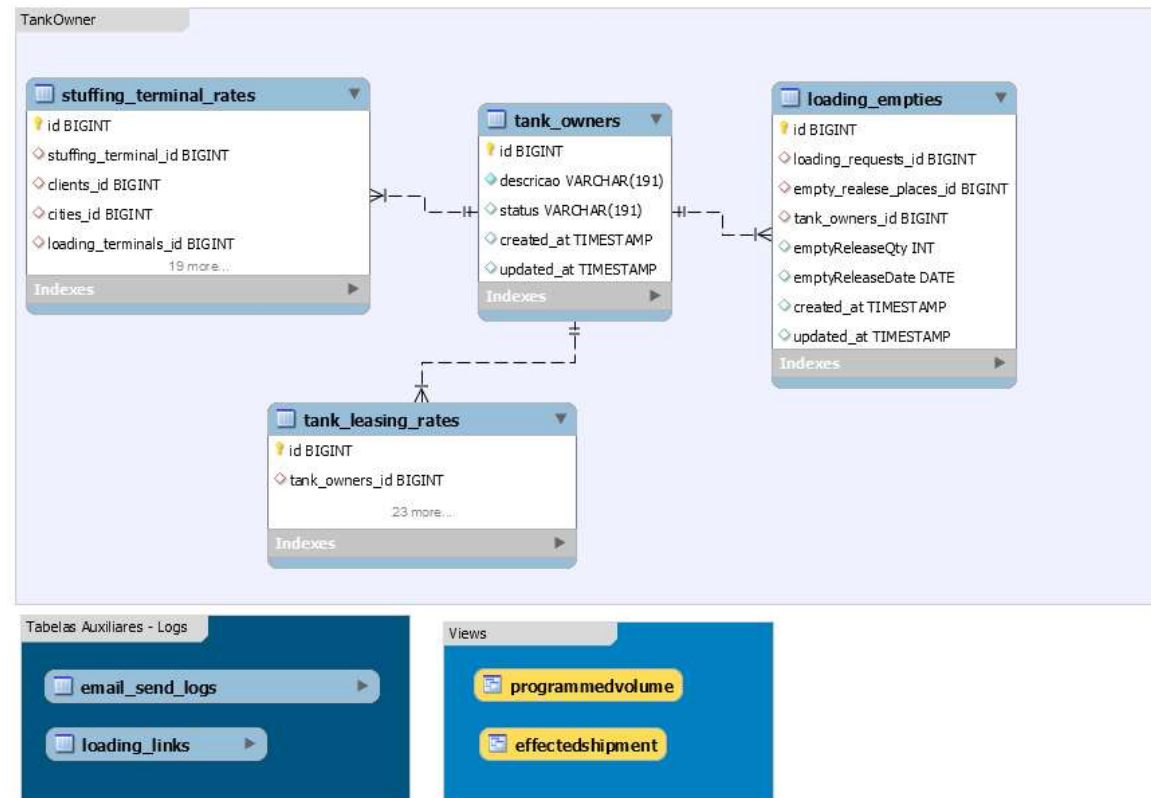 TankOwner
stuffing_terminal_rates
id BIGINT
stuffing_terminal_id BIGINT
clients_id BIGINT
cities_id BIGINT
loading_terminals_id BIGINT
19 more...
Indexes
tank_owners
id BIGINT
descricao VARCHAR(191)
status VARCHAR(191)
created_at TIMESTAMP
updated_at TIMESTAMP
Indexes
loading_empties
id BIGINT
loading_requests_id BIGINT
empty_realese_places_id BIGINT
tank_owners_id BIGINT
emptyReleaseQty INT
emptyReleaseDate DATE
created_at TIMESTAMP
updated_at TIMESTAMP
Indexes
tank_leasing_rates
id BIGINT
tank_owners_id BIGINT
23 more...
Indexes
Tabelas Auxiliares - Logs
email_send_logs
loading_links
Views
programmedvolume
effectedshipment